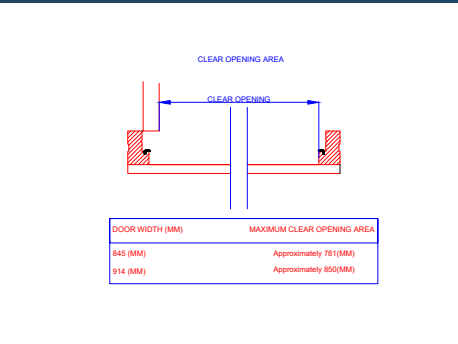 CLEAR OPENING AREA
CLEAR OPENING
DOOR WIDTH (MM) MAXIMUM CLEAR OPENING AREA
845 (MM) Approximately 781(MM)
914 (MM) Approximately 850(MM)